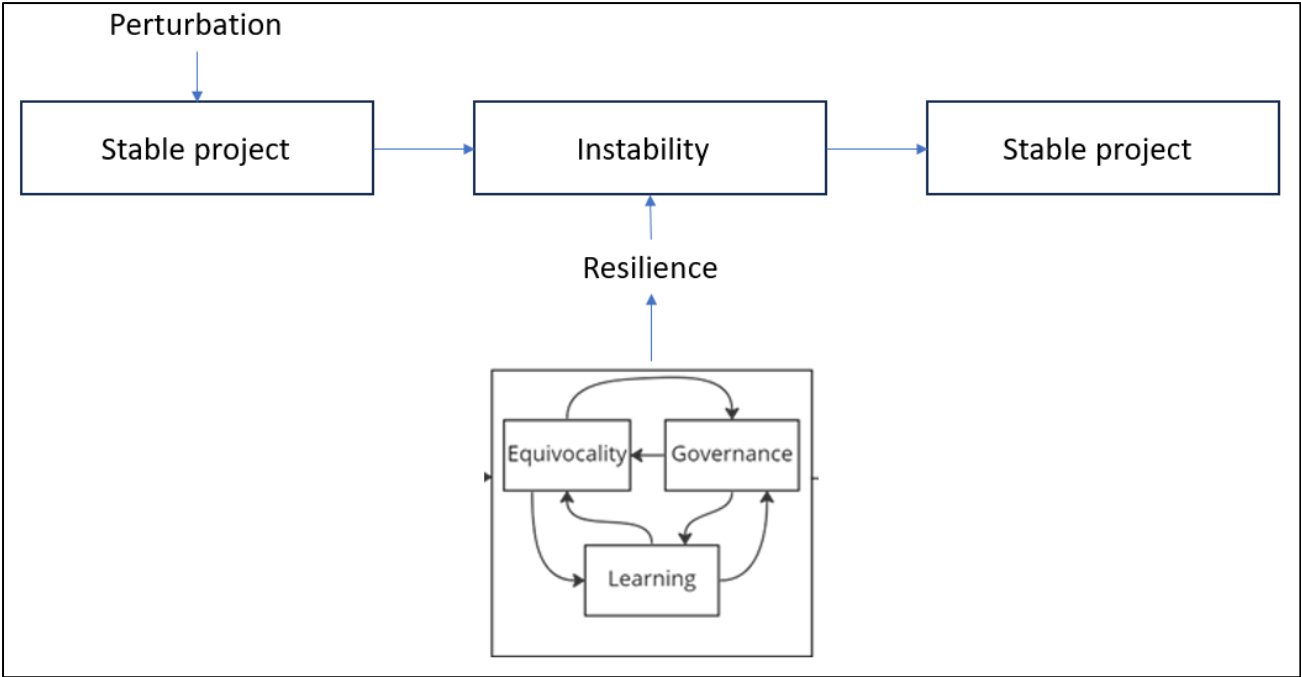 Perturbation
Stable project
Instability
Stable project
Resilience
Equivocality
Governance
Learning